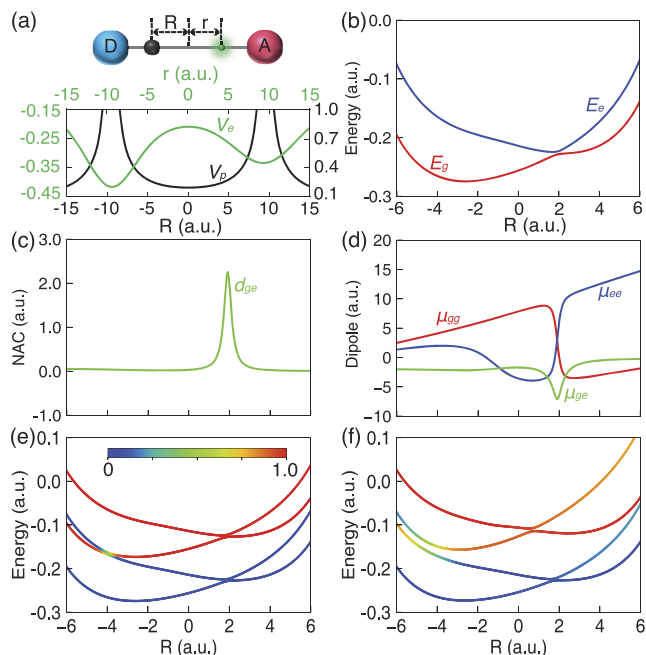 (a)
R
r
D
A
r (a.u.)
-15 -10 -5 0 5 10 15
-0.15
-0.25
-0.35
-0.45
1.0
0.7
0.4
0.1
Ve
Vp
-15 -10 -5 0 5 10 15
R (a.u.)
(b)
0.0
-0.1
-0.2
-0.3
Energy (a.u.)
Ee
Eg
-6 -4 -2 0 2 4 6
R (a.u.)
(c)
3.0
2.0
1.0
0.0
-1.0
NAC (a.u.)
dge
(d)
20
15
10
5
0
-5
-10
Dipole (a.u.)
μgg
μee
μge
(e)
0.1
0.0
-0.1
-0.2
-0.3
Energy (a.u.)
0 1.0
-6 -4 -2 0 2 4 6
R (a.u.)
(f)
0.1
0.0
-0.1
-0.2
-0.3
Energy (a.u.)
-6 -4 -2 0 2 4 6
R (a.u.)